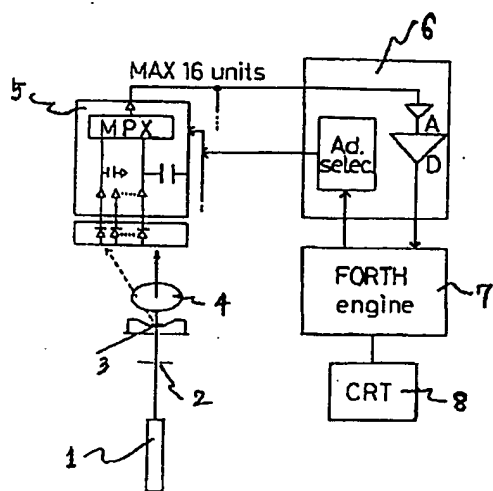 6
5
MAX 16 units
MPX
A
D
Ad.
selec.
FORTH
engine
7
4
3
2
CRT
8
1